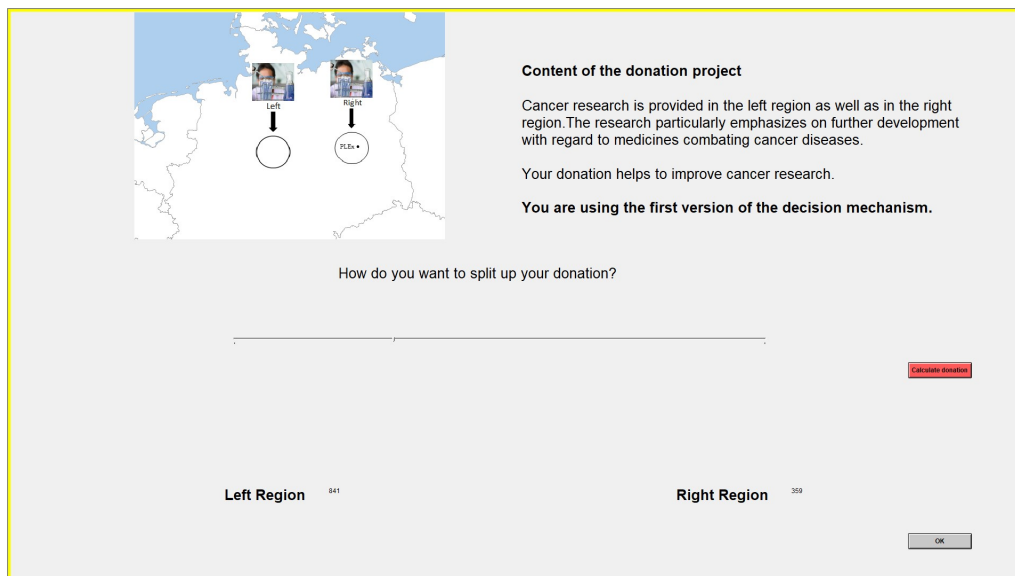 Content of the donation project
Left
Right
Cancer research is provided in the left region as well as in the right
region.The research particularly emphasizes on further development
with regard to medicines combating cancer diseases.
PLEn •
Your donation helps to improve cancer research.
You are using the first version of the decision mechanism.
How do you want to split up your donation?
Calculate donation
Left Region 841
Right Region 359
OK